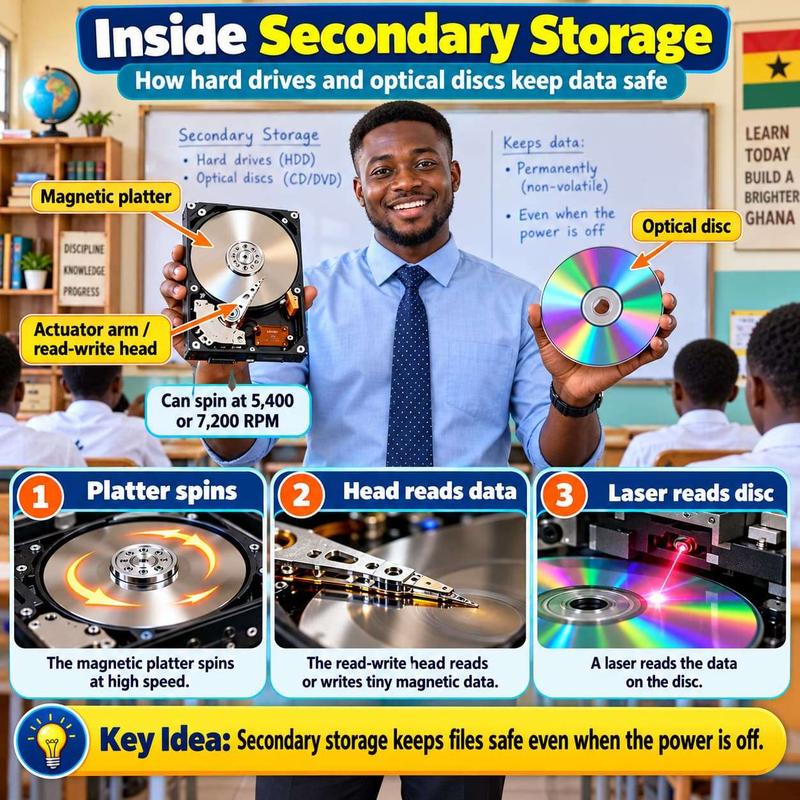 Inside Secondary Storage
How hard drives and optical discs keep data safe
Secondary Storage
• Hard drives (HDD)
• Optical discs (CD/DVD)
Keeps data:
• Permanently
(non-volatile)
• Even when the
power is off
LEARN
TODAY
BUILD A
BRIGHTER
GHANA
DISCIPLINE
KNOWLEDGE
PROGRESS
Magnetic platter
Optical disc
Actuator arm /
read-write head
Can spin at 5,400
or 7,200 RPM
1 Platter spins
The magnetic platter spins
at high speed.
2 Head reads data
The read-write head reads
or writes tiny magnetic data.
3 Laser reads disc
A laser reads the data
on the disc.
Key Idea: Secondary storage keeps files safe even when the power is off.